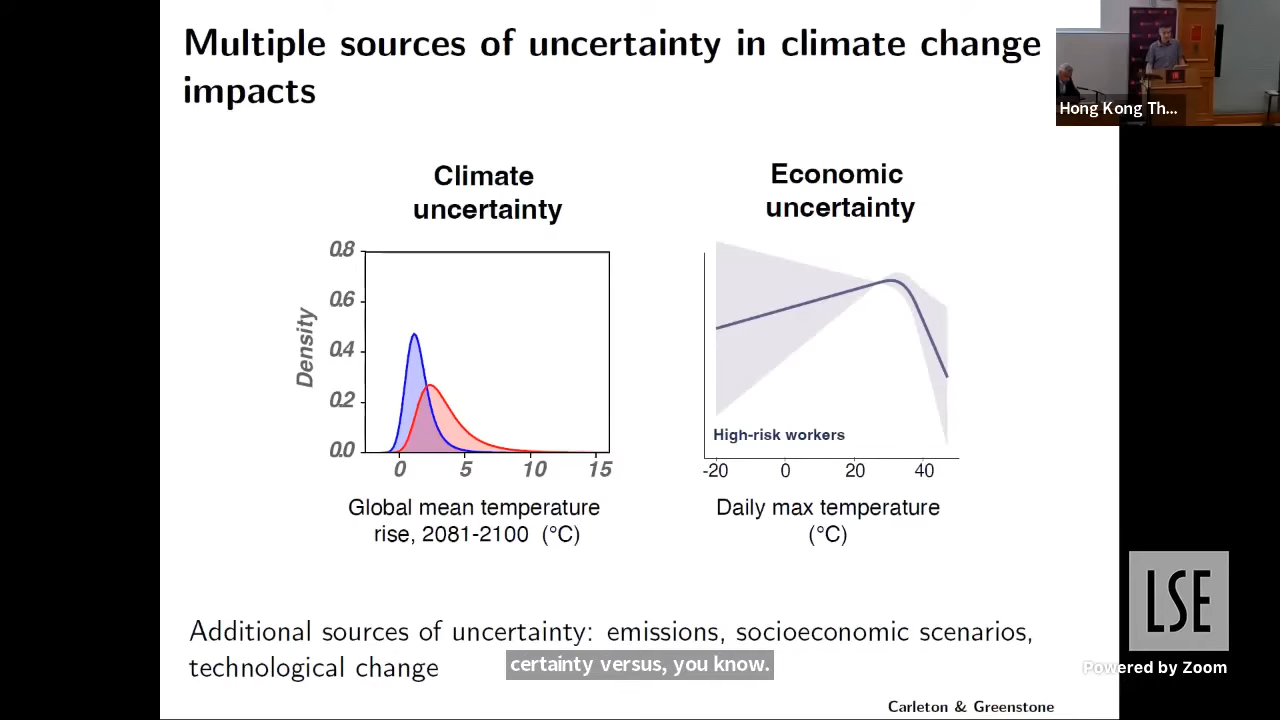 Multiple sources of uncertainty in climate change
impacts
Hong Kong Th...
Climate
uncertainty
0.8
0.6
0.4
0.2
0.0
Density
0
5
10
15
Global mean temperature
rise, 2081-2100 (°C)
Economic
uncertainty
High-risk workers
-20
0
20
40
Daily max temperature
(°C)
LSE
Powered by Zoom
Additional sources of uncertainty: emissions, socioeconomic scenarios,
technological change
certainty versus, you know.
Carleton & Greenstone